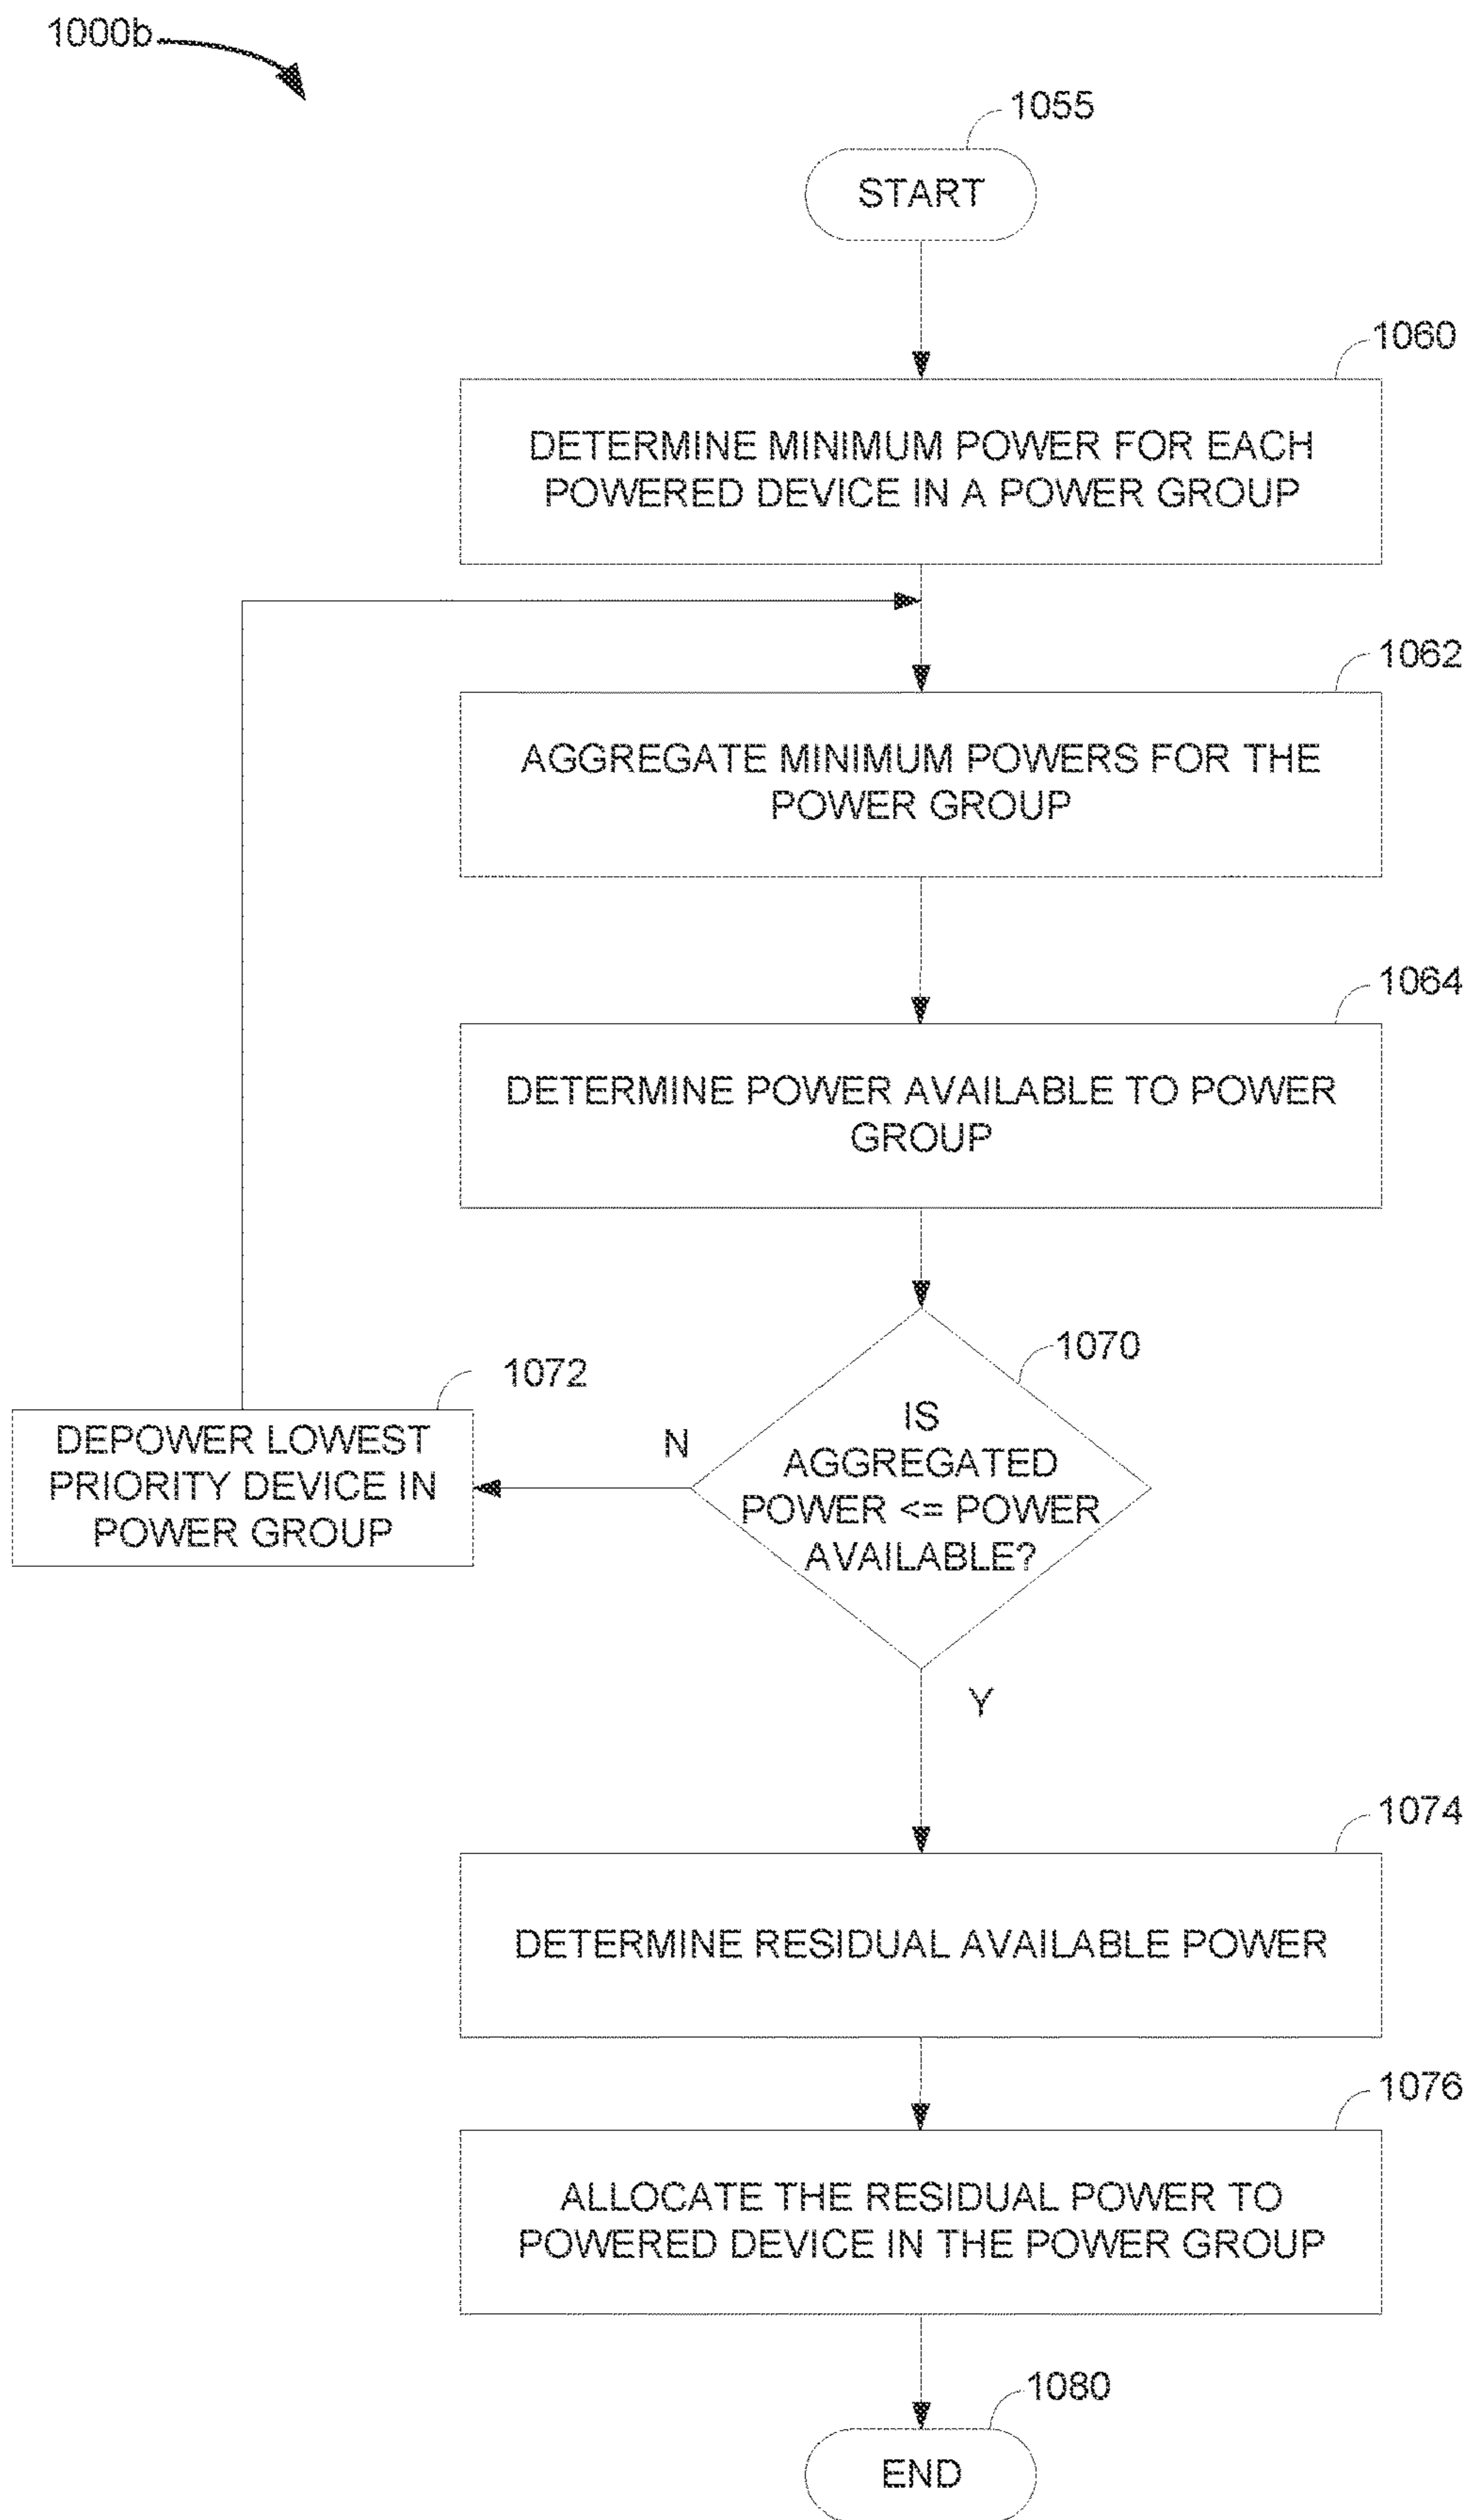 1000b
1055
START
1060
DETERMINE MINIMUM POWER FOR EACH
POWERED DEVICE IN A POWER GROUP
1062
AGGREGATE MINIMUM POWERS FOR THE
POWER GROUP
1064
DETERMINE POWER AVAILABLE TO POWER
GROUP
1070
IS
AGGREGATED
POWER <= POWER
AVAILABLE?
N
1072
DEPOWER LOWEST
PRIORITY DEVICE IN
POWER GROUP
Y
1074
DETERMINE RESIDUAL AVAILABLE POWER
1076
ALLOCATE THE RESIDUAL POWER TO
POWERED DEVICE IN THE POWER GROUP
1080
END